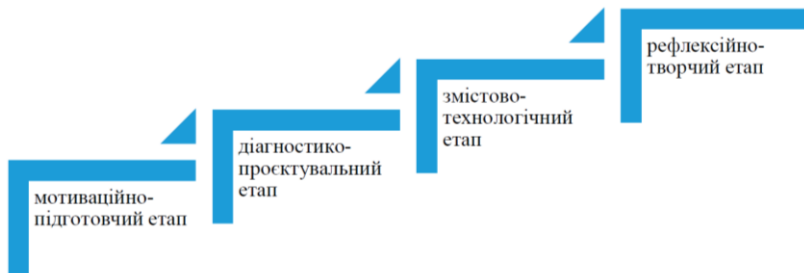 мотиваційно-
підготовчий етап
діагностико-
проєктувальний
етап
змістово-
технологічний
етап
рефлексійно-
творчий етап